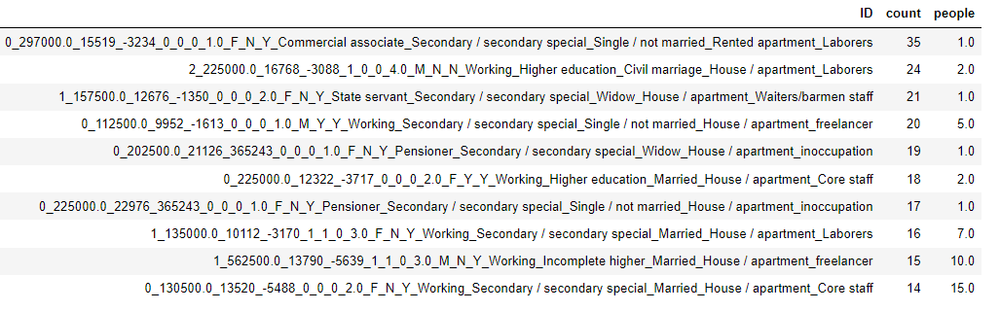 ID count people
0_297000.0_15519_-3234_0_0_0_1.0_F_N_Y_Commercial associate_Secondary / secondary special_Single / not married_Rented apartment_Laborers 35 1.0
2_225000.0_16768_-3088_1_0_0_4.0_M_N_N_Working_Higher education_Civil marriage_House / apartment_Laborers 24 2.0
1_157500.0_12676_-1350_0_0_0_2.0_F_N_Y_State servant_Secondary / secondary special_Widow_House / apartment_Waiters/barmen staff 21 1.0
0_112500.0_9952_-1613_0_0_0_1.0_M_Y_Y_Working_Secondary / secondary special_Single / not married_House / apartment_freelancer 20 5.0
0_202500.0_21126_365243_0_0_0_1.0_F_N_Y_Pensioner_Secondary / secondary special_Widow_House / apartment_inoccupation 19 1.0
0_225000.0_12322_-3717_0_0_0_2.0_F_Y_Y_Working_Higher education_Married_House / apartment_Core staff 18 2.0
0_225000.0_22976_365243_0_0_0_1.0_F_N_Y_Pensioner_Secondary / secondary special_Single / not married_House / apartment_inoccupation 17 1.0
1_135000.0_10112_-3170_1_1_0_3.0_F_N_Y_Working_Secondary / secondary special_Married_House / apartment_Laborers 16 7.0
1_562500.0_13790_-5639_1_1_0_3.0_M_N_Y_Working_Incomplete higher_Married_House / apartment_freelancer 15 10.0
0_130500.0_13520_-5488_0_0_0_2.0_F_N_Y_Working_Secondary / secondary special_Married_House / apartment_Core staff 14 15.0